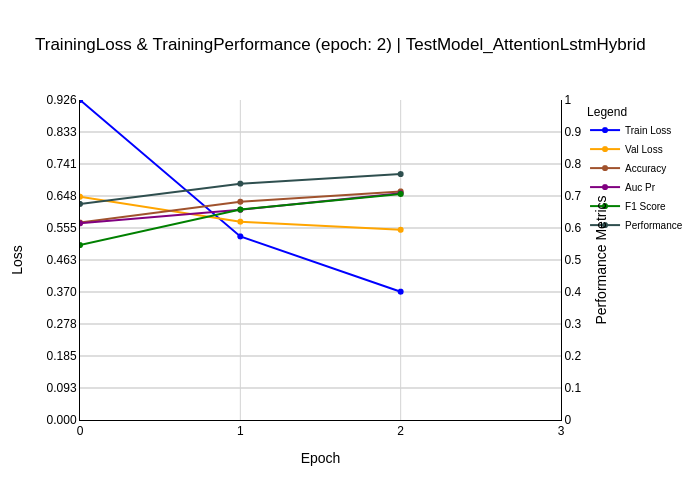 TrainingLoss & TrainingPerformance (epoch: 2) | TestModel_AttentionLstmHybrid
0.926
0.833
0.741
0.648
0.555
0.463
0.370
0.278
0.185
0.093
0.000
Loss
0
1
2
3
Epoch
1
0.9
0.8
0.7
0.6
0.5
0.4
0.3
0.2
0.1
0
Performance Metrics
Legend
Train Loss
Val Loss
Accuracy
Auc Pr
F1 Score
Performance